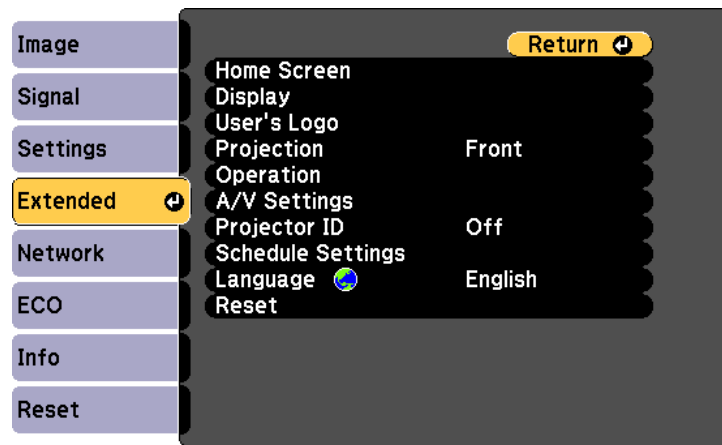 Image
Signal
Settings
Extended
Network
ECO
Info
Reset
Return
Home Screen
Display
User's Logo
Projection Front
Operation
A/V Settings
Projector ID Off
Schedule Settings
Language English
Reset